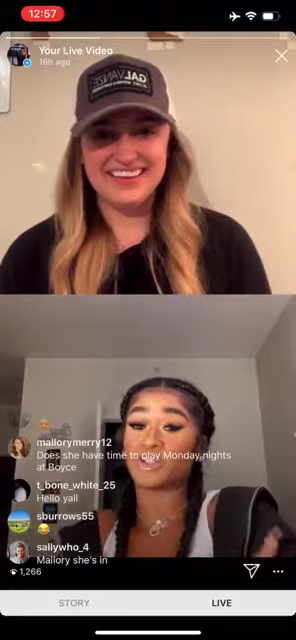 12:57
Your Live Video
16h ago
GALVANZE
mallorymerry12
Does she have time to play Monday nights
at Boyce
t_bone_white_25
Hello yall
sburrows55
sallywho_4
Mallory she's in
1,266
STORY
LIVE